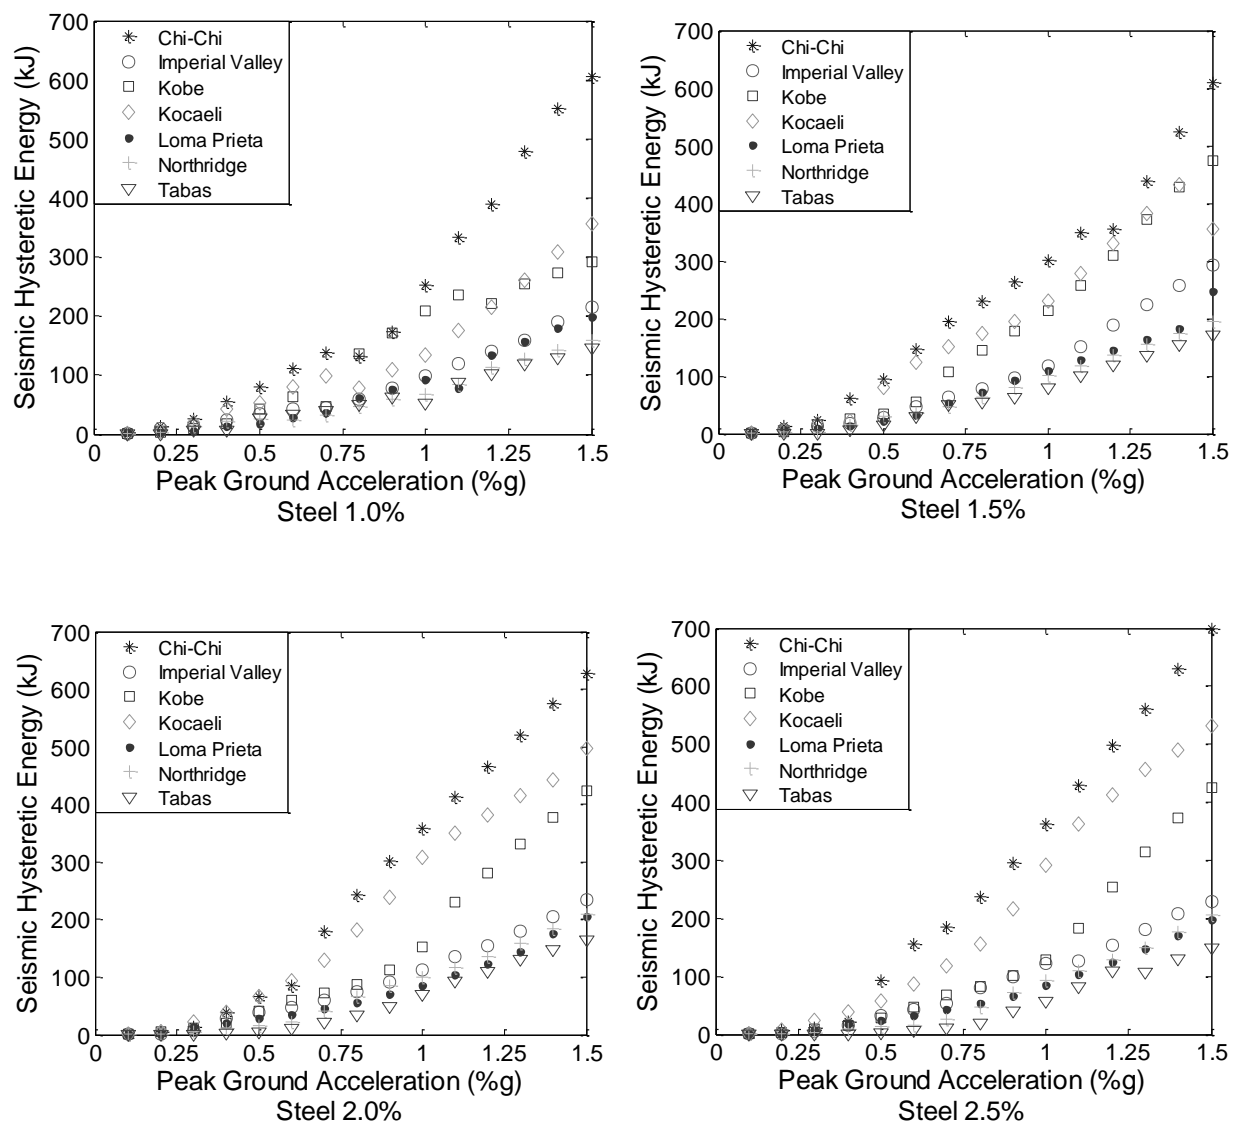 Seismic Hysteretic Energy (kJ)
700
600
500
400
300
200
100
0
Chi-Chi
Imperial Valley
Kobe
Kocaeli
Loma Prieta
Northridge
Tabas
0 0.25 0.5 0.75 1 1.25 1.5
Peak Ground Acceleration (%g)
Steel 1.0%
Seismic Hysteretic Energy (kJ)
700
600
500
400
300
200
100
0
Chi-Chi
Imperial Valley
Kobe
Kocaeli
Loma Prieta
Northridge
Tabas
0 0.25 0.5 0.75 1 1.25 1.5
Peak Ground Acceleration (%g)
Steel 1.5%
Seismic Hysteretic Energy (kJ)
700
600
500
400
300
200
100
0
Chi-Chi
Imperial Valley
Kobe
Kocaeli
Loma Prieta
Northridge
Tabas
0 0.25 0.5 0.75 1 1.25 1.5
Peak Ground Acceleration (%g)
Steel 2.0%
Seismic Hysteretic Energy (kJ)
700
600
500
400
300
200
100
0
Chi-Chi
Imperial Valley
Kobe
Kocaeli
Loma Prieta
Northridge
Tabas
0 0.25 0.5 0.75 1 1.25 1.5
Peak Ground Acceleration (%g)
Steel 2.5%